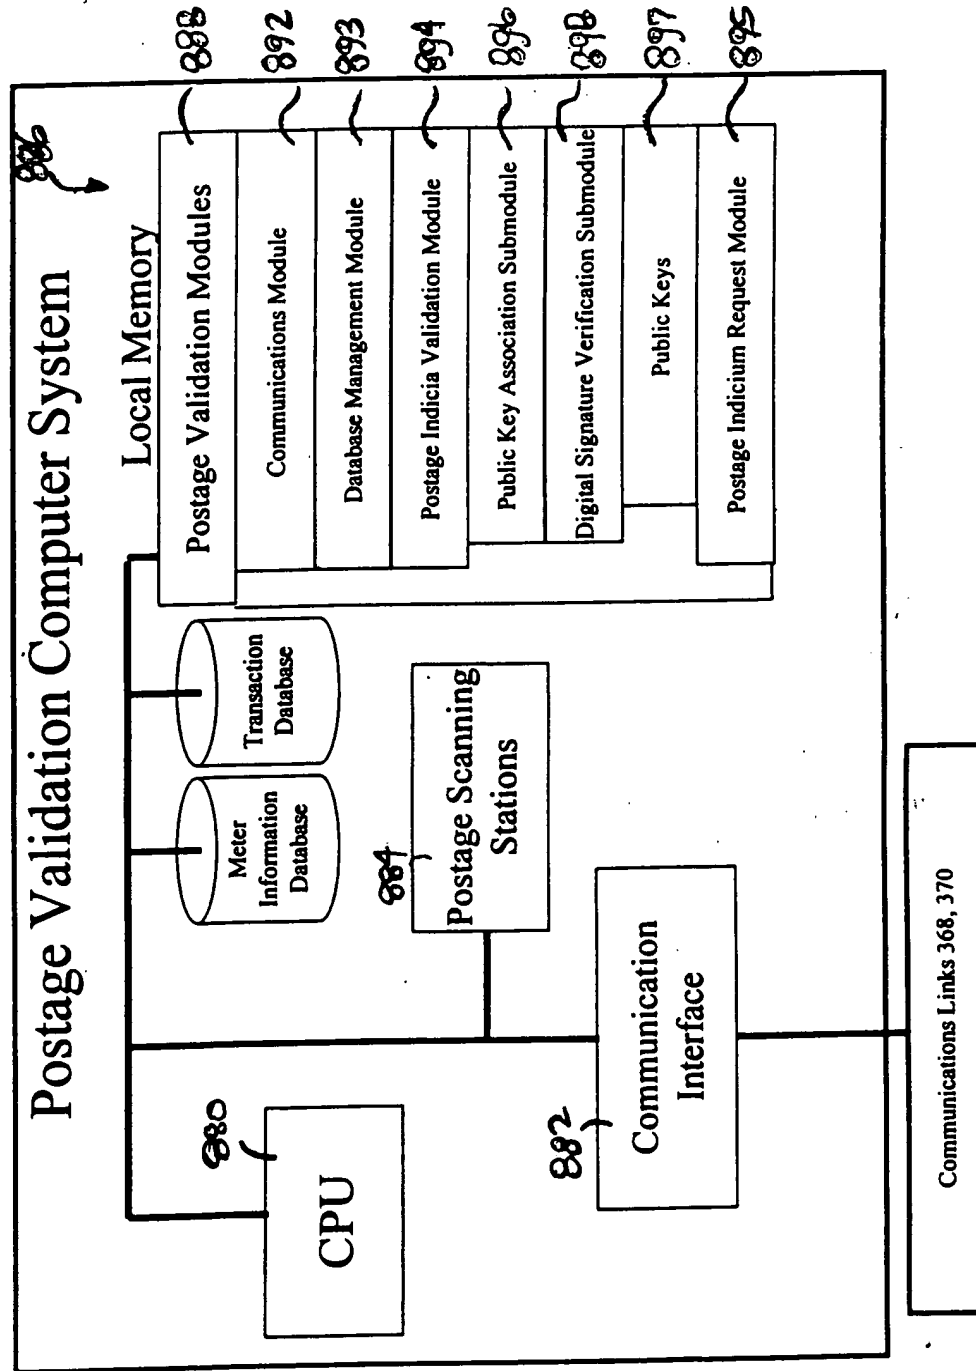 Postage Validation Computer System
886
Local Memory
Postage Validation Modules
888
Communications Module
892
Database Management Module
893
Postage Indicia Validation Module
894
Public Key Association Submodule
896
Digital Signature Verification Submodule
898
Public Keys
897
Postage Indicium Request Module
895
Meter
Information
Database
Transaction
Database
880
CPU
884
Postage Scanning
Stations
882
Communication
Interface
Communications Links 368, 370